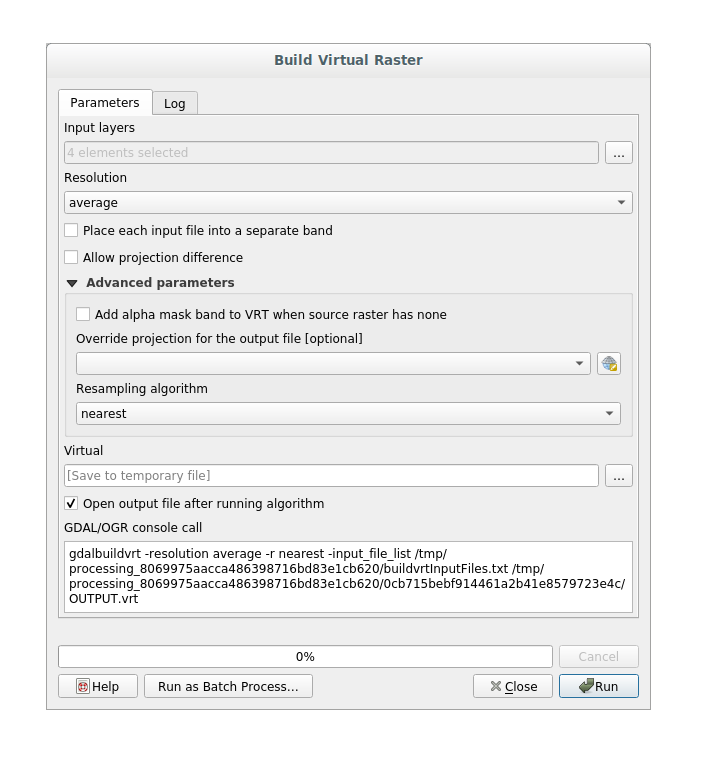 Build Virtual Raster
Parameters Log
Input layers
4 elements selected ...
Resolution
average
Place each input file into a separate band
Allow projection difference
Advanced parameters
Add alpha mask band to VRT when source raster has none
Override projection for the output file [optional]
Resampling algorithm
nearest
Virtual
[Save to temporary file] ...
Open output file after running algorithm
GDAL/OGR console call
gdalbuildvrt -resolution average -r nearest -input_file_list /tmp/
processing_8069975aacca486398716bd83e1cb620/buildvrtInputFiles.txt /tmp/
processing_8069975aacca486398716bd83e1cb620/0cb715bebf914461a2b41e8579723e4c/
OUTPUT.vrt
0% Cancel
Help Run as Batch Process... Close Run